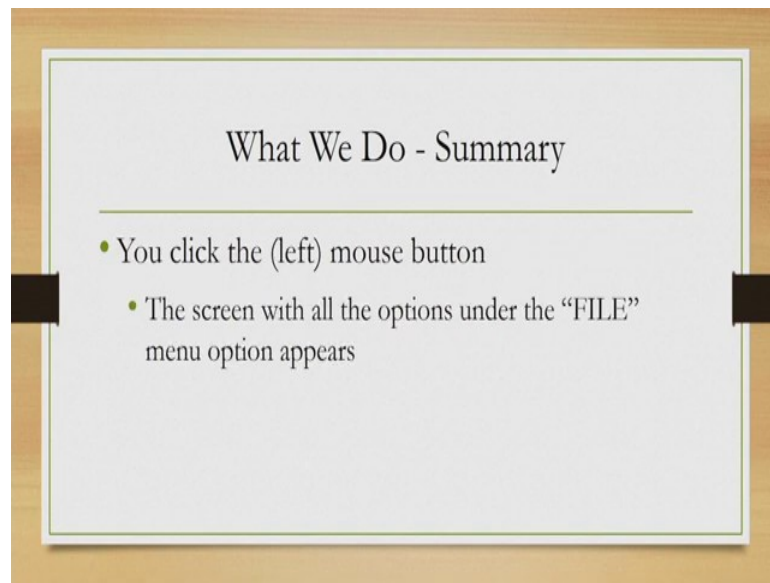 What We Do - Summary
• You click the (left) mouse button
• The screen with all the options under the “FILE”
menu option appears